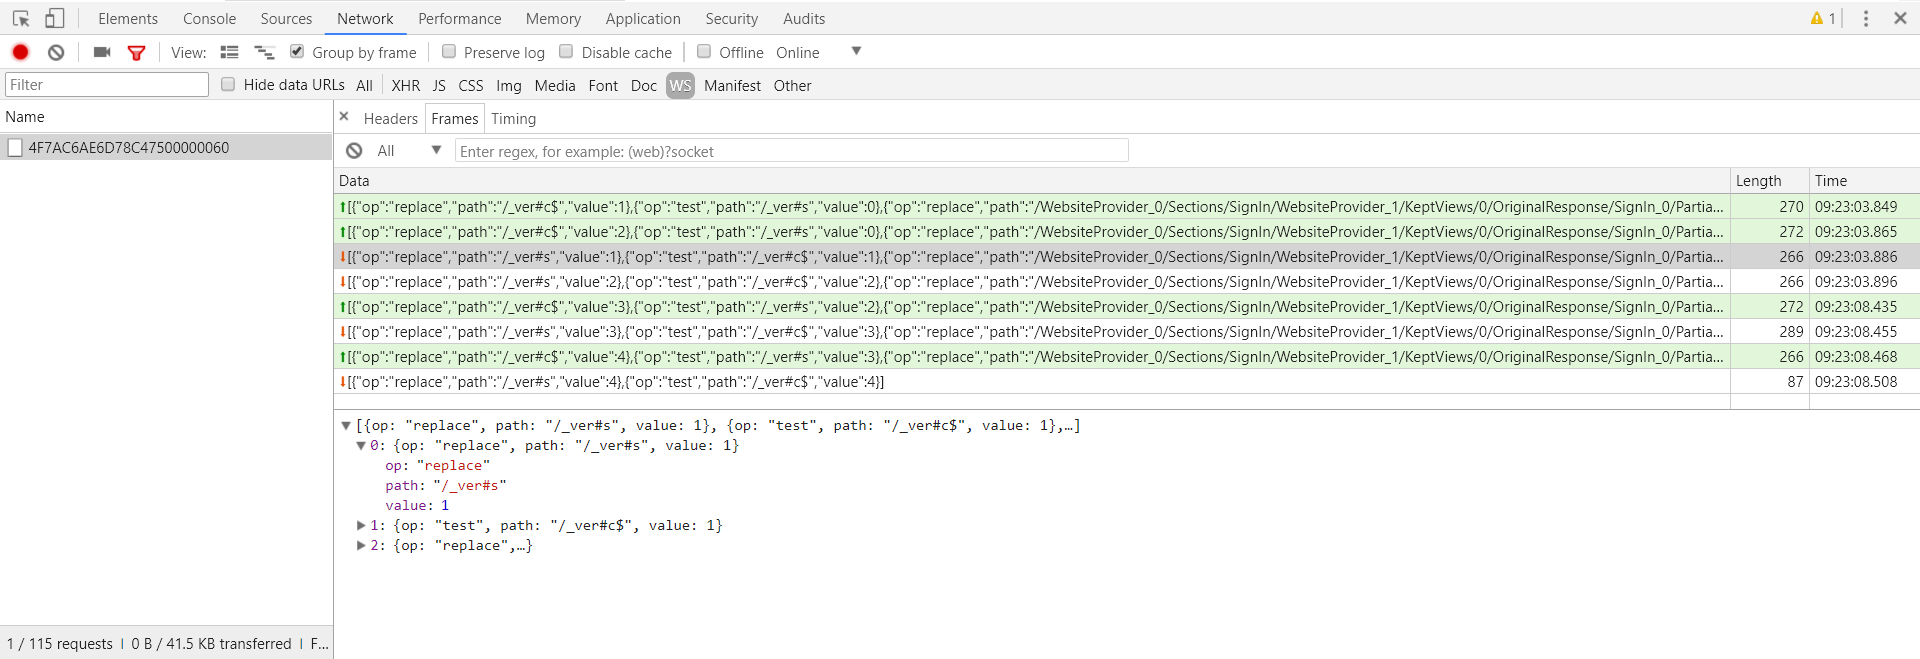 Elements Console Sources Network Performance Memory Application Security Audits 1
View: Group by frame Preserve log Disable cache Offline Online
Filter Hide data URLs All XHR JS CSS Img Media Font Doc WS Manifest Other
Name
4F7AC6AE6D78C47500000060
Headers Frames Timing
All Enter regex, for example: (web)?socket
Data Length Time
[{"op":"replace","path":"/_ver#c$","value":1},{"op":"test","path":"/_ver#s","value":0},{"op":"replace","path":"/WebsiteProvider_0/Sections/SignIn/WebsiteProvider_1/KeptViews/0/OriginalResponse/SignIn_0/Partia... 270 09:23:03.849
[{"op":"replace","path":"/_ver#c$","value":2},{"op":"test","path":"/_ver#s","value":0},{"op":"replace","path":"/WebsiteProvider_0/Sections/SignIn/WebsiteProvider_1/KeptViews/0/OriginalResponse/SignIn_0/Partia... 272 09:23:03.865
[{"op":"replace","path":"/_ver#s","value":1},{"op":"test","path":"/_ver#c$","value":1},{"op":"replace","path":"/WebsiteProvider_0/Sections/SignIn/WebsiteProvider_1/KeptViews/0/OriginalResponse/SignIn_0/Partia... 266 09:23:03.886
[{"op":"replace","path":"/_ver#s","value":2},{"op":"test","path":"/_ver#c$","value":2},{"op":"replace","path":"/WebsiteProvider_0/Sections/SignIn/WebsiteProvider_1/KeptViews/0/OriginalResponse/SignIn_0/Partia... 266 09:23:03.896
[{"op":"replace","path":"/_ver#c$","value":3},{"op":"test","path":"/_ver#s","value":2},{"op":"replace","path":"/WebsiteProvider_0/Sections/SignIn/WebsiteProvider_1/KeptViews/0/OriginalResponse/SignIn_0/Partia... 272 09:23:08.435
[{"op":"replace","path":"/_ver#s","value":3},{"op":"test","path":"/_ver#c$","value":3},{"op":"replace","path":"/WebsiteProvider_0/Sections/SignIn/WebsiteProvider_1/KeptViews/0/OriginalResponse/SignIn_0/Partia... 289 09:23:08.455
[{"op":"replace","path":"/_ver#c$","value":4},{"op":"test","path":"/_ver#s","value":3},{"op":"replace","path":"/WebsiteProvider_0/Sections/SignIn/WebsiteProvider_1/KeptViews/0/OriginalResponse/SignIn_0/Partia... 266 09:23:08.468
[{"op":"replace","path":"/_ver#s","value":4},{"op":"test","path":"/_ver#c$","value":4}] 87 09:23:08.508
[{op: "replace", path: "/_ver#s", value: 1}, {op: "test", path: "/_ver#c$", value: 1},…]
0: {op: "replace", path: "/_ver#s", value: 1}
op: "replace"
path: "/_ver#s"
value: 1
1: {op: "test", path: "/_ver#c$", value: 1}
2: {op: "replace",…}
1 / 115 requests I 0 B / 41.5 KB transferred I F...